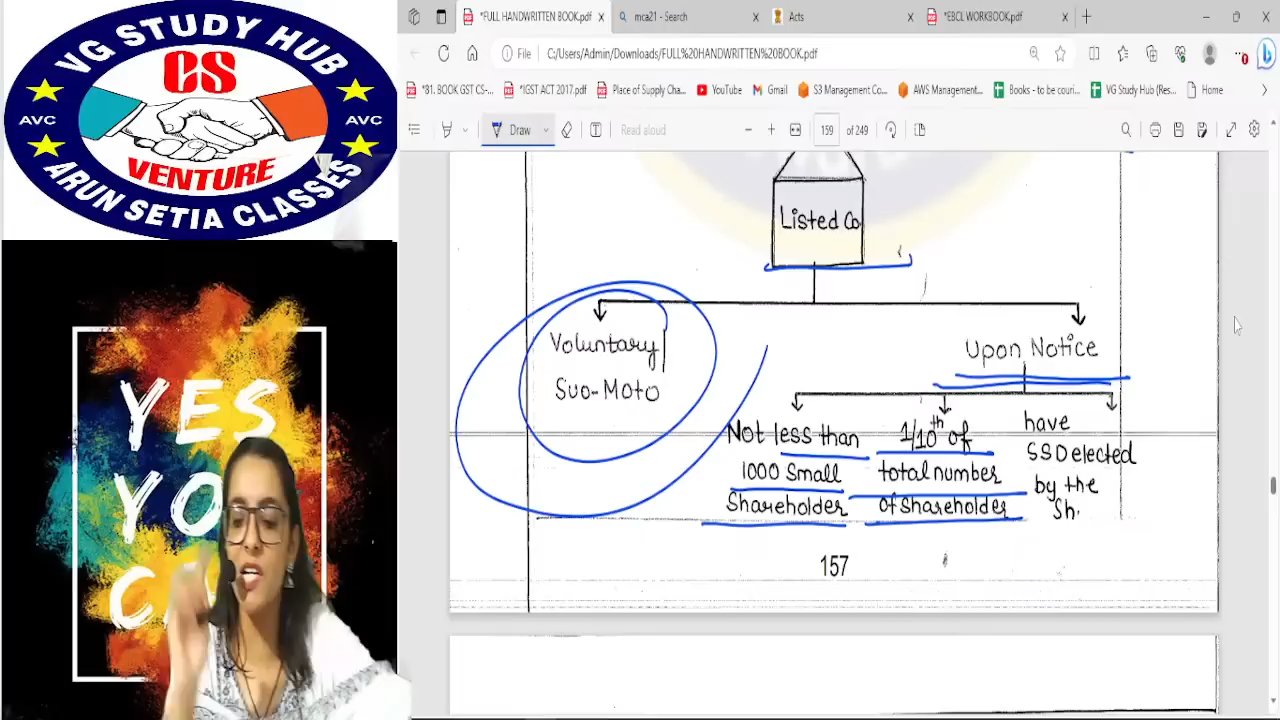 VG STUDY HUB
CS
AVC
AVC
VENTURE
ARUN SETIA CLASSES
YES
YO
C
*FULL HANDWRITTEN BOOK.pdf
mca21 - Search
Acts
*EBCL WORKBOOK.pdf
File
C:/Users/Admin/Downloads/FULL%20HANDWRITTEN%20BOOK.pdf
*81. BOOK GST CS-...
*IGST ACT 2017.pdf
Place of Supply Cha...
YouTube
Gmail
S3 Management Co...
AWS Management...
Books - to be couri...
VG Study Hub (Res...
Home
Draw
Read aloud
159
of 249
Listed Co
Voluntary
Suo-Moto
Upon Notice
Not less than
1000 Small
Shareholder
1/10th of
total number
of Shareholder
have
SSD elected
by the
Sh.
157